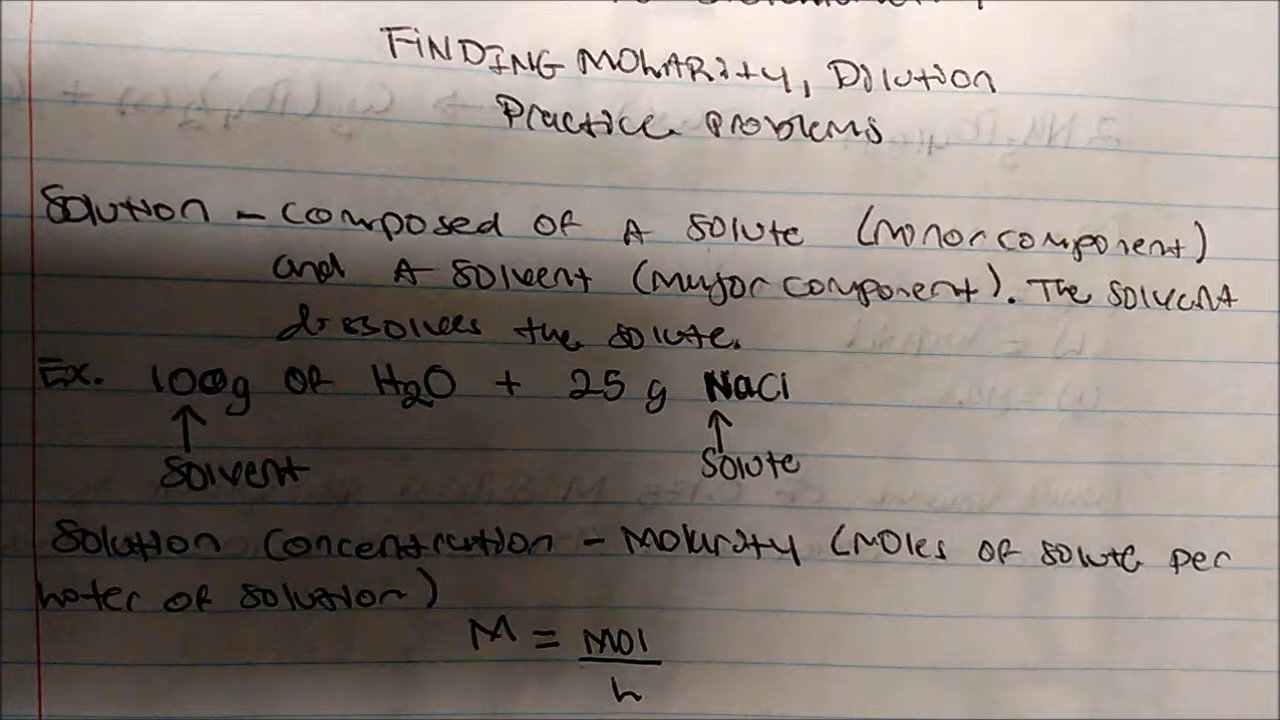 FINDING MOLARity, Dilution
Practice Problems
Solution - composed of A solute (minor component)
and A solvent (major component). The solvent
dissolves the solute.
Ex. 100g of H2O + 25 g NaCl
Solvent Solute
Solution Concentration - Molarity (moles of solute per
liter of solution)
M = mol
L